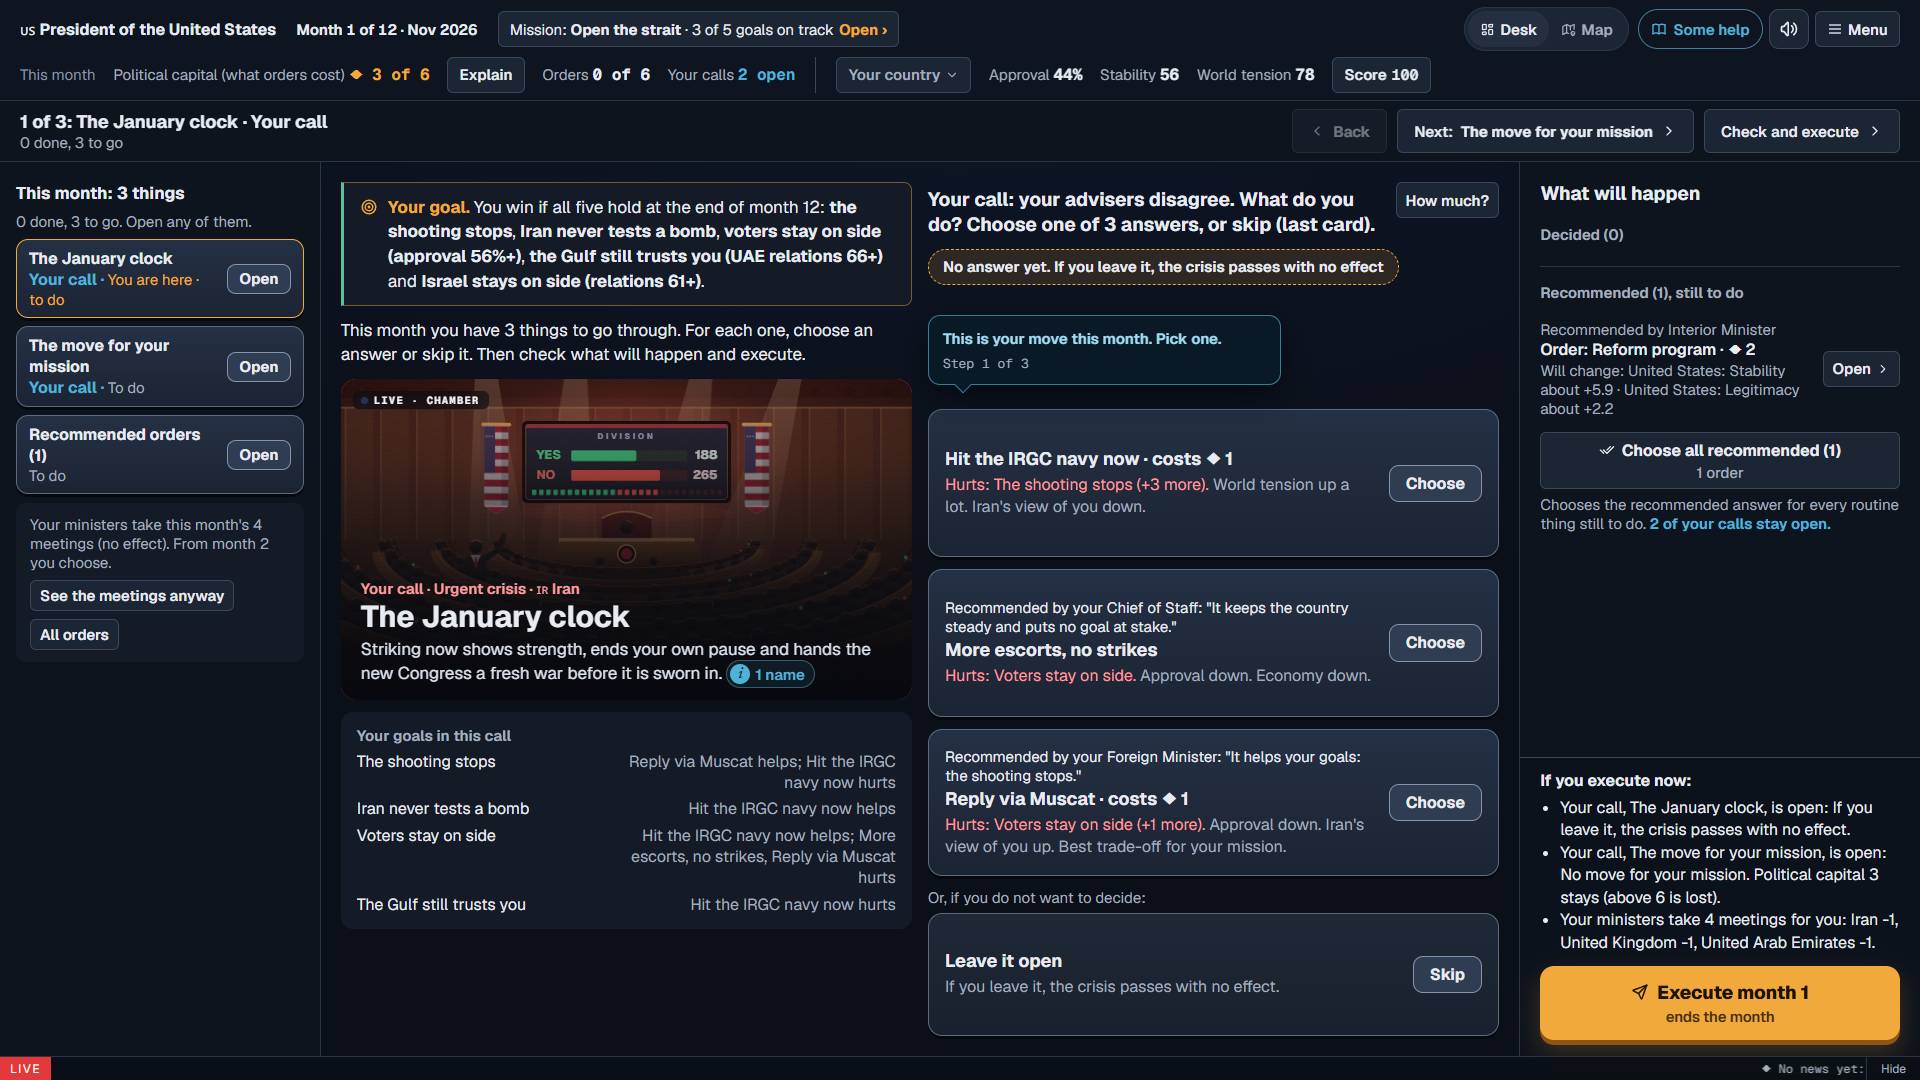 US President of the United States
Month 1 of 12 · Nov 2026
Mission: Open the strait · 3 of 5 goals on track Open ›
Desk
Map
Some help
Menu
This month
Political capital (what orders cost) ◆ 3 of 6
Explain
Orders 0 of 6
Your calls 2 open
Your country
Approval 44%
Stability 56
World tension 78
Score 100
1 of 3: The January clock · Your call
0 done, 3 to go
Back
Next: The move for your mission
Check and execute
This month: 3 things
0 done, 3 to go. Open any of them.
The January clock
Your call · You are here ·
to do
Open
The move for your
mission
Your call · To do
Open
Recommended orders
(1)
To do
Open
Your ministers take this month's 4
meetings (no effect). From month 2
you choose.
See the meetings anyway
All orders
Your goal. You win if all five hold at the end of month 12: the
shooting stops, Iran never tests a bomb, voters stay on side
(approval 56%+), the Gulf still trusts you (UAE relations 66+)
and Israel stays on side (relations 61+).
This month you have 3 things to go through. For each one, choose an
answer or skip it. Then check what will happen and execute.
LIVE · CHAMBER
DIVISION
YES 188
NO 265
Your call · Urgent crisis · IR Iran
The January clock
Striking now shows strength, ends your own pause and hands the
new Congress a fresh war before it is sworn in. i 1 name
Your goals in this call
The shooting stops
Reply via Muscat helps; Hit the IRGC
navy now hurts
Iran never tests a bomb
Hit the IRGC navy now helps
Voters stay on side
Hit the IRGC navy now helps; More
escorts, no strikes, Reply via Muscat
hurts
The Gulf still trusts you
Hit the IRGC navy now hurts
Your call: your advisers disagree. What do you
do? Choose one of 3 answers, or skip (last card).
How much?
No answer yet. If you leave it, the crisis passes with no effect
This is your move this month. Pick one.
Step 1 of 3
Hit the IRGC navy now · costs ◆ 1
Hurts: The shooting stops (+3 more). World tension up a
lot. Iran's view of you down.
Choose
Recommended by your Chief of Staff: "It keeps the country
steady and puts no goal at stake."
More escorts, no strikes
Hurts: Voters stay on side. Approval down. Economy down.
Choose
Recommended by your Foreign Minister: "It helps your goals:
the shooting stops."
Reply via Muscat · costs ◆ 1
Hurts: Voters stay on side (+1 more). Approval down. Iran's
view of you up. Best trade-off for your mission.
Choose
Or, if you do not want to decide:
Leave it open
If you leave it, the crisis passes with no effect.
Skip
What will happen
Decided (0)
Recommended (1), still to do
Recommended by Interior Minister
Order: Reform program · ◆ 2
Will change: United States: Stability
about +5.9 · United States: Legitimacy
about +2.2
Open
Choose all recommended (1)
1 order
Chooses the recommended answer for every routine
thing still to do. 2 of your calls stay open.
If you execute now:
• Your call, The January clock, is open: If you
leave it, the crisis passes with no effect.
• Your call, The move for your mission, is open:
No move for your mission. Political capital 3
stays (above 6 is lost).
• Your ministers take 4 meetings for you: Iran -1,
United Kingdom -1, United Arab Emirates -1.
Execute month 1
ends the month
LIVE
◆ No news yet:
Hide